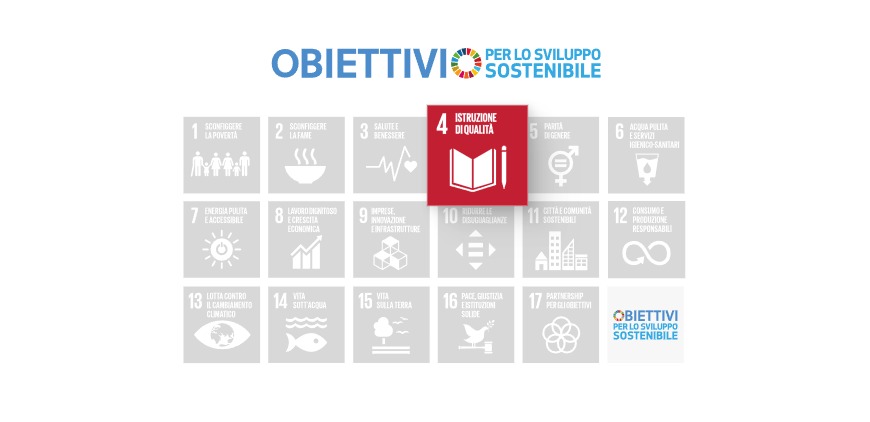 OBIETTIVI PER LO SVILUPPO
SOSTENIBILE
1 SCONFIGGERE
LA POVERTÀ
2 SCONFIGGERE
LA FAME
3 SALUTE E
BENESSERE
4 ISTRUZIONE
DI QUALITÀ
5 PARITÀ
DI GENERE
6 ACQUA PULITA
E SERVIZI
IGIENICO-SANITARI
7 ENERGIA PULITA
E ACCESSIBILE
8 LAVORO DIGNITOSO
E CRESCITA
ECONOMICA
9 IMPRESE,
INNOVAZIONE
E INFRASTRUTTURE
10 RIDURRE LE
DISUGUAGLIANZE
11 CITTÀ E COMUNITÀ
SOSTENIBILI
12 CONSUMO E
PRODUZIONE
RESPONSABILI
13 LOTTA CONTRO
IL CAMBIAMENTO
CLIMATICO
14 VITA
SOTT'ACQUA
15 VITA
SULLA TERRA
16 PACE, GIUSTIZIA
E ISTITUZIONI
SOLIDE
17 PARTNERSHIP
PER GLI OBIETTIVI
OBIETTIVI
PER LO SVILUPPO
SOSTENIBILE